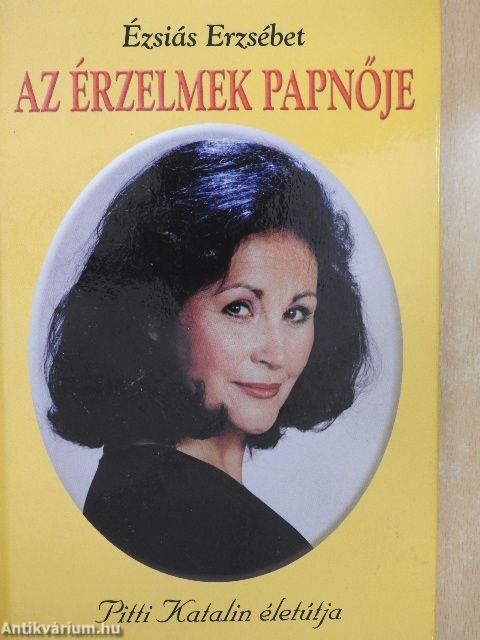 Ézsiás Erzsébet
AZ ÉRZELMEK PAPNŐJE
Pitti Katalin életútja
Antikvárium.hu